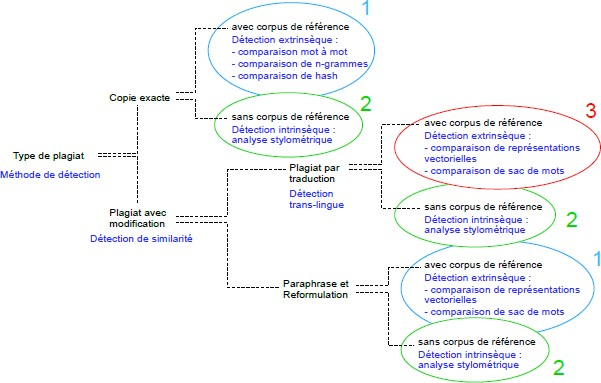 1
avec corpus de référence
Détection extrinsèque :
- comparaison mot à mot
- comparaison de n-grammes
- comparaison de hash
Copie exacte
2
sans corpus de référence
Détection intrinsèque :
analyse stylométrique
3
avec corpus de référence
Détection extrinsèque :
- comparaison de représentations
vectorielles
- comparaison de sac de mots
Type de plagiat
Méthode de détection
Plagiat par
traduction
Détection
trans-lingue
Plagiat avec
modification
Détection de similarité
sans corpus de référence
Détection intrinsèque :
analyse stylométrique
2
1
avec corpus de référence
Détection extrinsèque :
- comparaison de représentations
vectorielles
- comparaison de sac de mots
Paraphrase et
Reformulation
sans corpus de référence
Détection intrinsèque
: analyse stylométrique
2